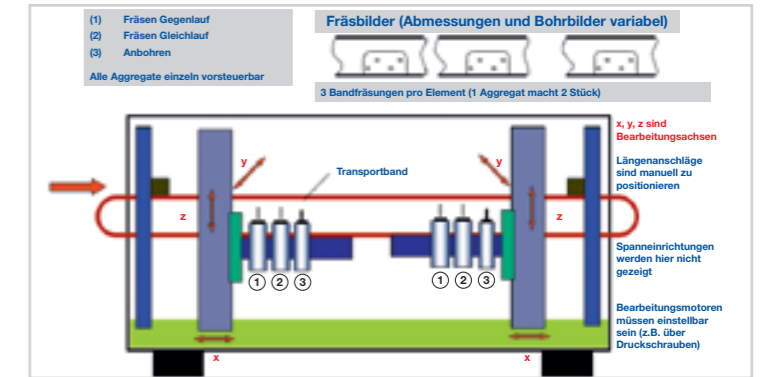 (1) Fräsen Gegenlauf
(2) Fräsen Gleichlauf
(3) Anbohren
Alle Aggregate einzeln vorsteuerbar
Fräsbilder (Abmessungen und Bohrbilder variabel)
3 Bandfräsungen pro Element (1 Aggregat macht 2 Stück)
x, y, z sind
Bearbeitungsachsen
Längenanschläge
sind manuell zu
positionieren
Spanneinrichtungen
werden hier nicht
gezeigt
Bearbeitungsmotoren
müssen einstellbar
sein (z.B. über
Druckschrauben)
y
Transportband
y
z
z
1 2 3
1 2 3
x
x